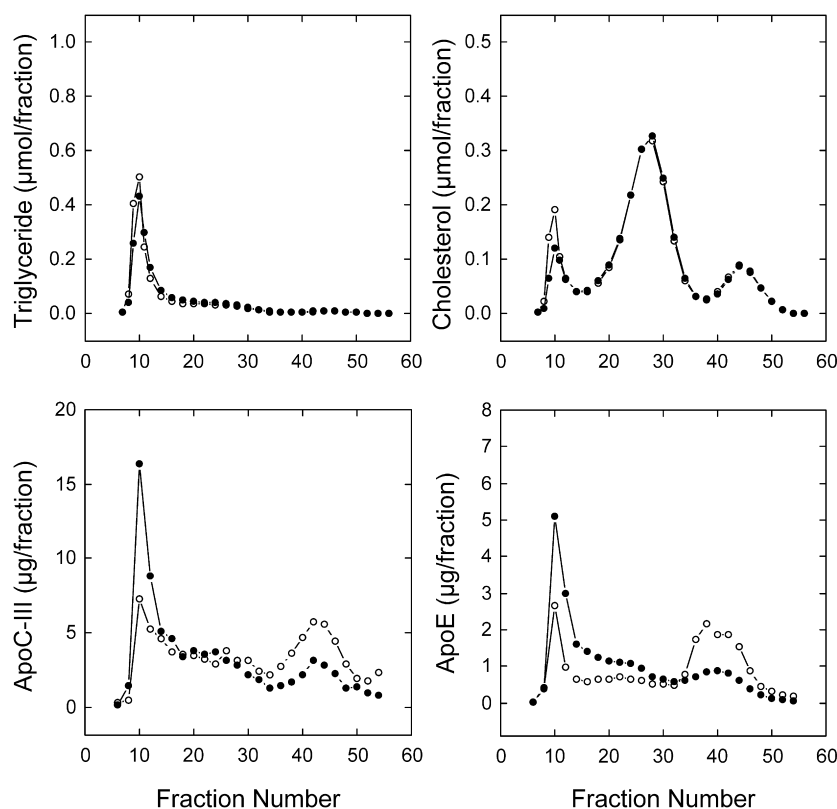 Triglyceride (µmol/fraction)
1.0
0.8
0.6
0.4
0.2
0.0
0 10 20 30 40 50 60
Cholesterol (µmol/fraction)
0.5
0.4
0.3
0.2
0.1
0.0
0 10 20 30 40 50 60
ApoC-III (µg/fraction)
20
15
10
5
0
0 10 20 30 40 50 60
Fraction Number
ApoE (µg/fraction)
8
7
6
5
4
3
2
1
0
0 10 20 30 40 50 60
Fraction Number